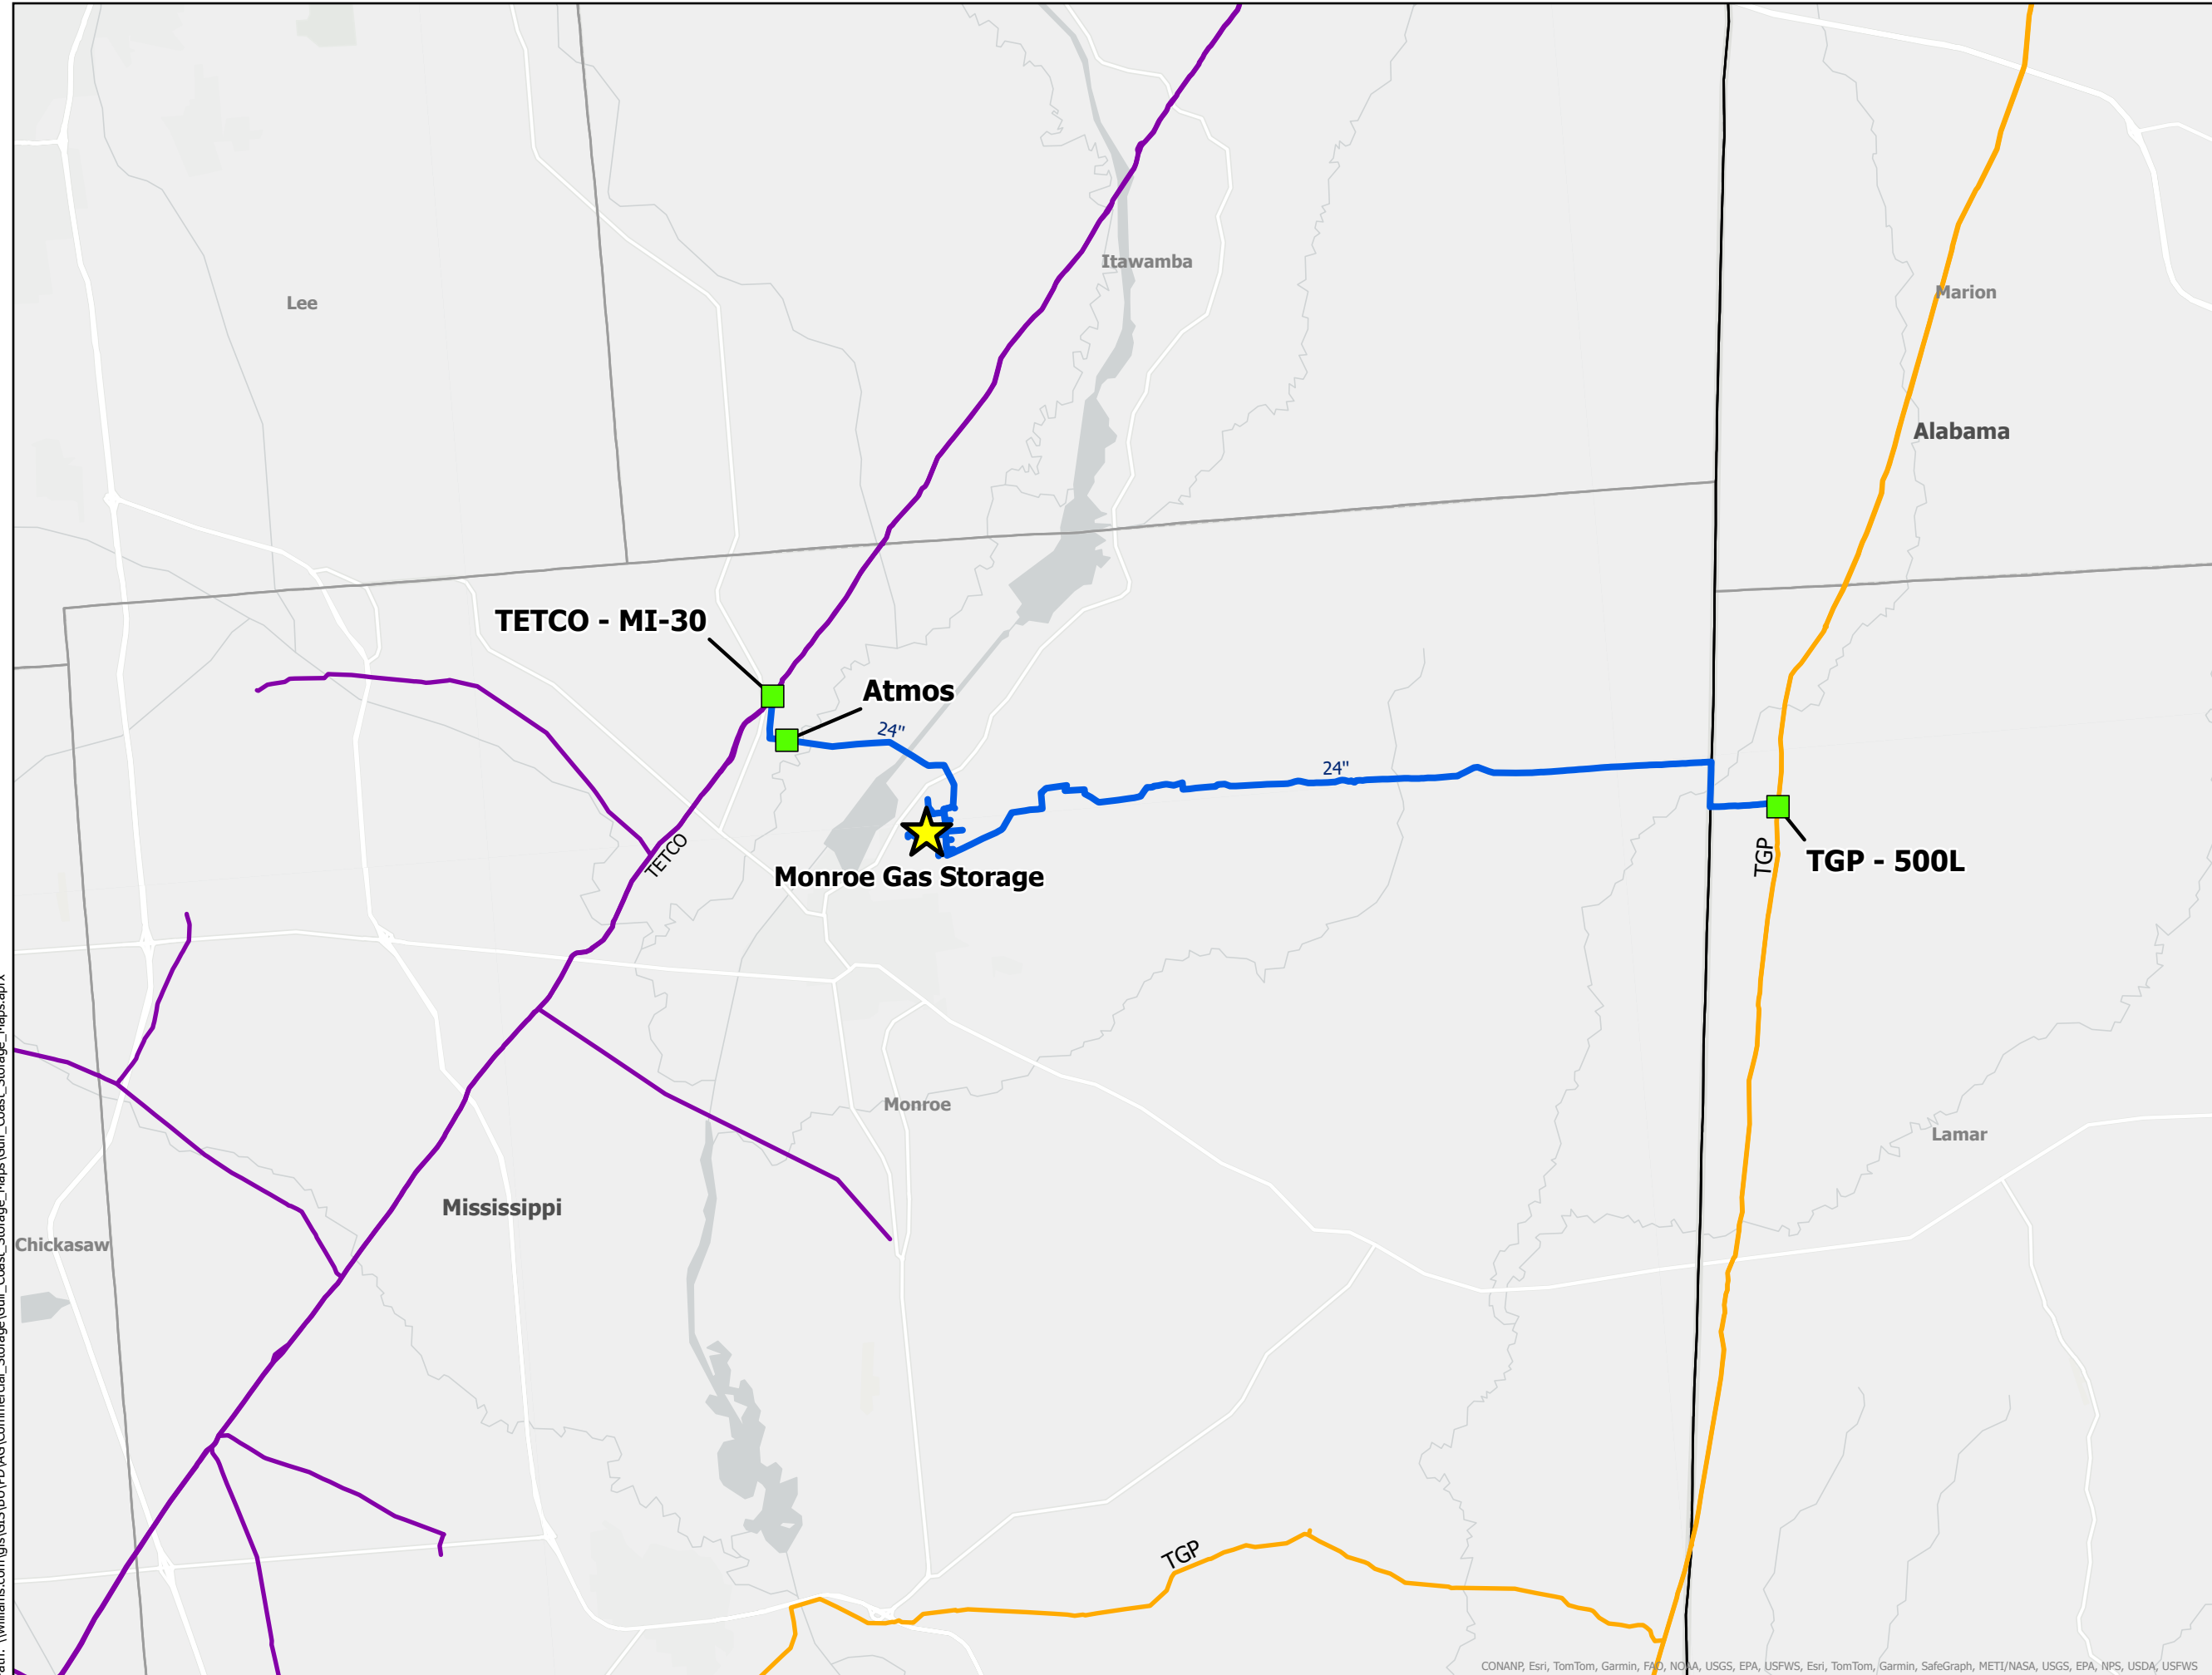 Itawamba
Marion
Lee
Alabama
TETCO - MI-30
Atmos
24"
24"
TETCO
TGP
TGP - 500L
Monroe Gas Storage
Monroe
Lamar
Mississippi
Chickasaw
TGP
CONANP, Esri, TomTom, Garmin, FAO, NOAA, USGS, EPA, USFWS, Esri, TomTom, Garmin, SafeGraph, METI/NASA, USGS, EPA, NPS, USDA, USFWS